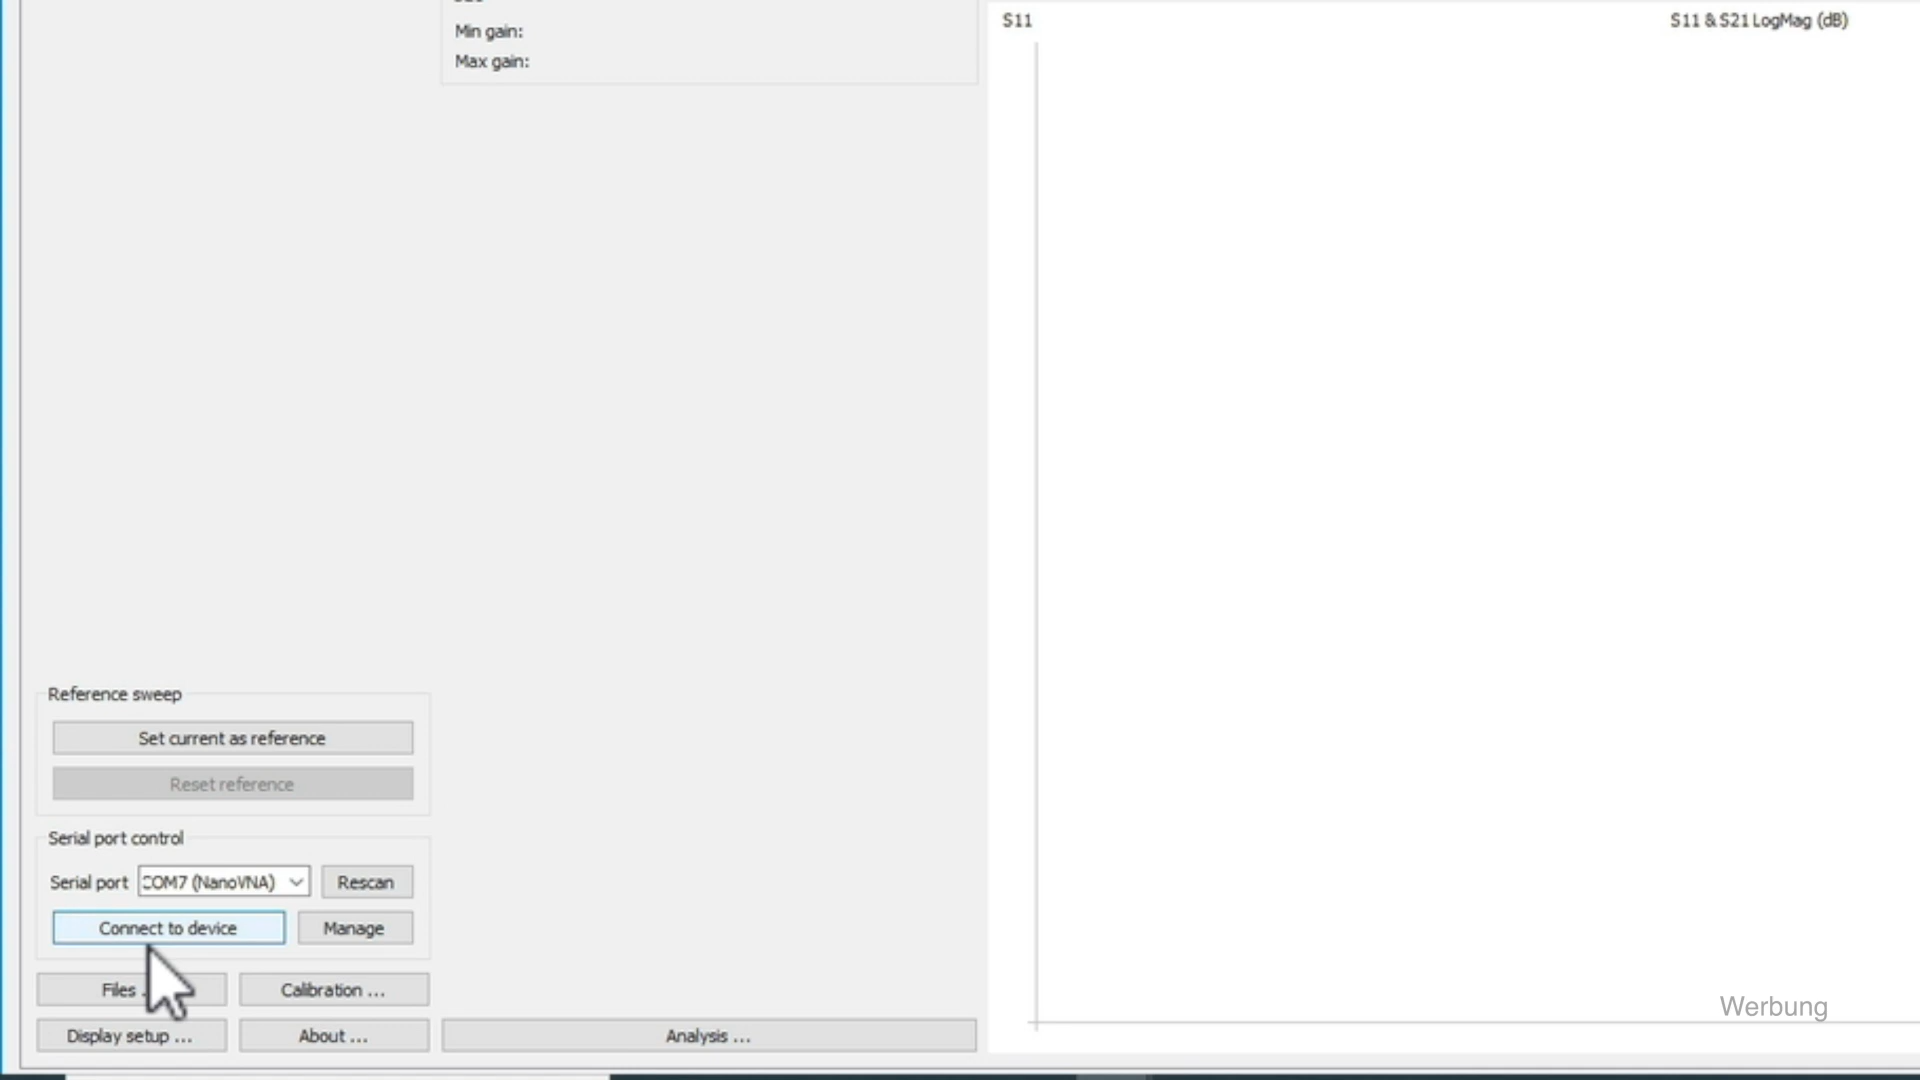 Min gain:
Max gain:
S11
S11 & S21 LogMag (dB)
Reference sweep
Set current as reference
Reset reference
Serial port control
Serial port
COM7 (NanoVNA)
Rescan
Connect to device
Manage
Files
Calibration ...
Display setup ...
About ...
Analysis ...
Werbung